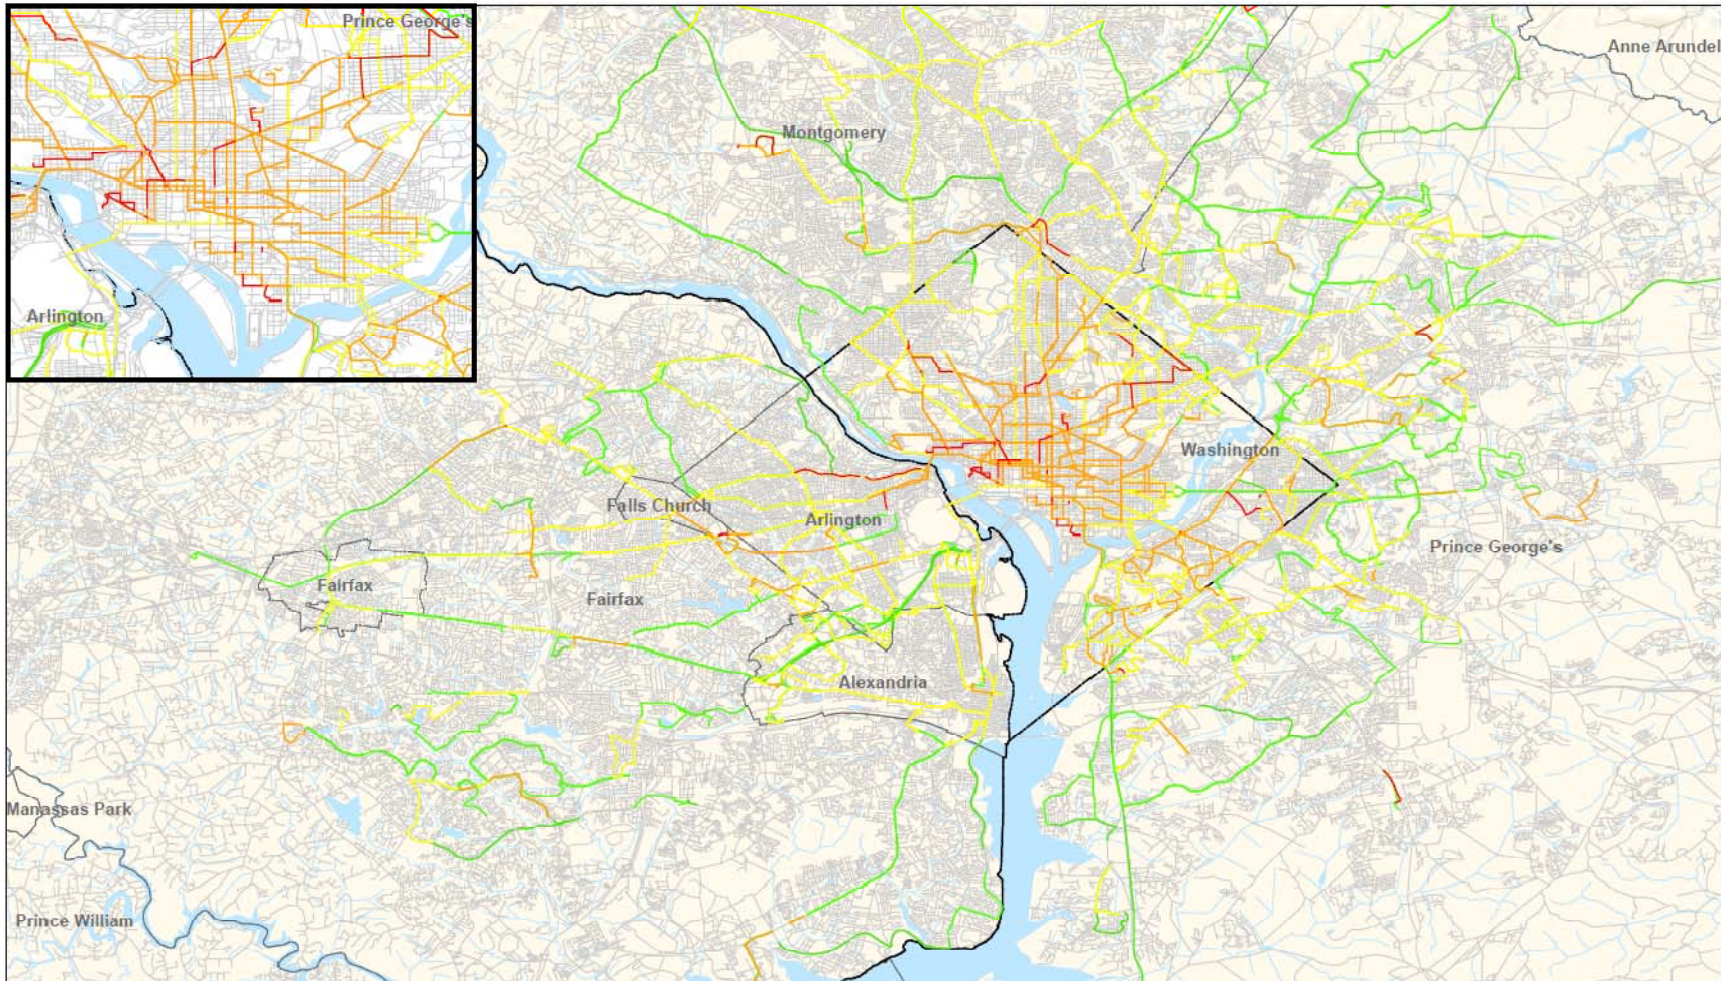 Prince George's
Anne Arundel
Montgomery
Arlington
Washington
Falls Church
Arlington
Prince George's
Fairfax
Fairfax
Alexandria
Manassas Park
Prince William